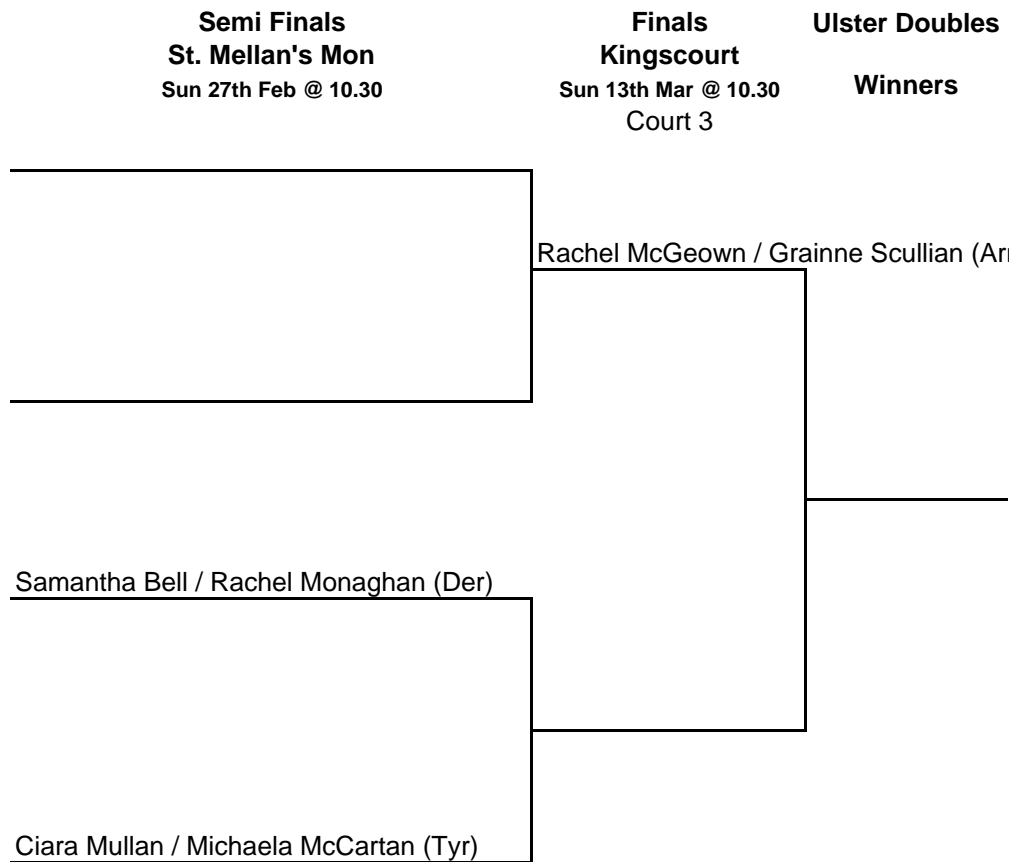 Semi Finals
St. Mellan's Mon
Sun 27th Feb @ 10.30
Finals
Kingscourt
Sun 13th Mar @ 10.30
Court 3
Ulster Doubles
Winners
Rachel McGeown / Grainne Scullian
Samantha Bell / Rachel Monaghan (Der)
Ciara Mullan / Michaela McCartan (Tyr)